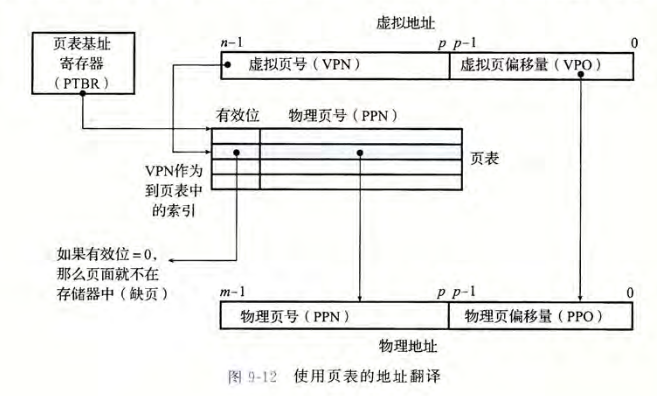 虚拟地址
页表基址
寄存器
（PTBR）
n-1 p p-1 0
虚拟页号（VPN） 虚拟页偏移量（VPO）
有效位 物理页号（PPN）
页表
VPN作为
到页表中
的索引
如果有效位=0，
那么页面就不在
存储器中（缺页）
m-1 p p-1 0
物理页号（PPN） 物理页偏移量（PPO）
物理地址
图 9-12 使用页表的地址翻译